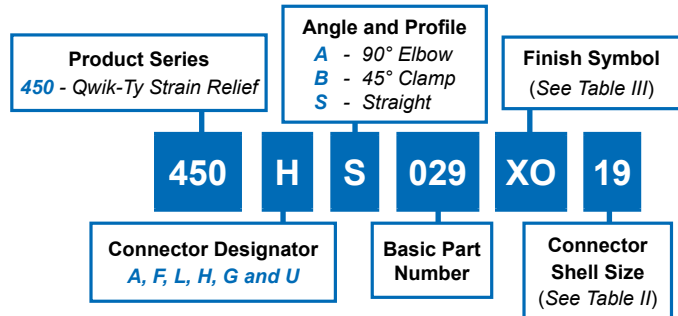 Product Series
450 - Qwik-Ty Strain Relief
Angle and Profile
A - 90° Elbow
B - 45° Clamp
S - Straight
Finish Symbol
(See Table III)
450 H S 029 XO 19
Connector Designator
A, F, L, H, G and U
Basic Part
Number
Connector
Shell Size
(See Table II)